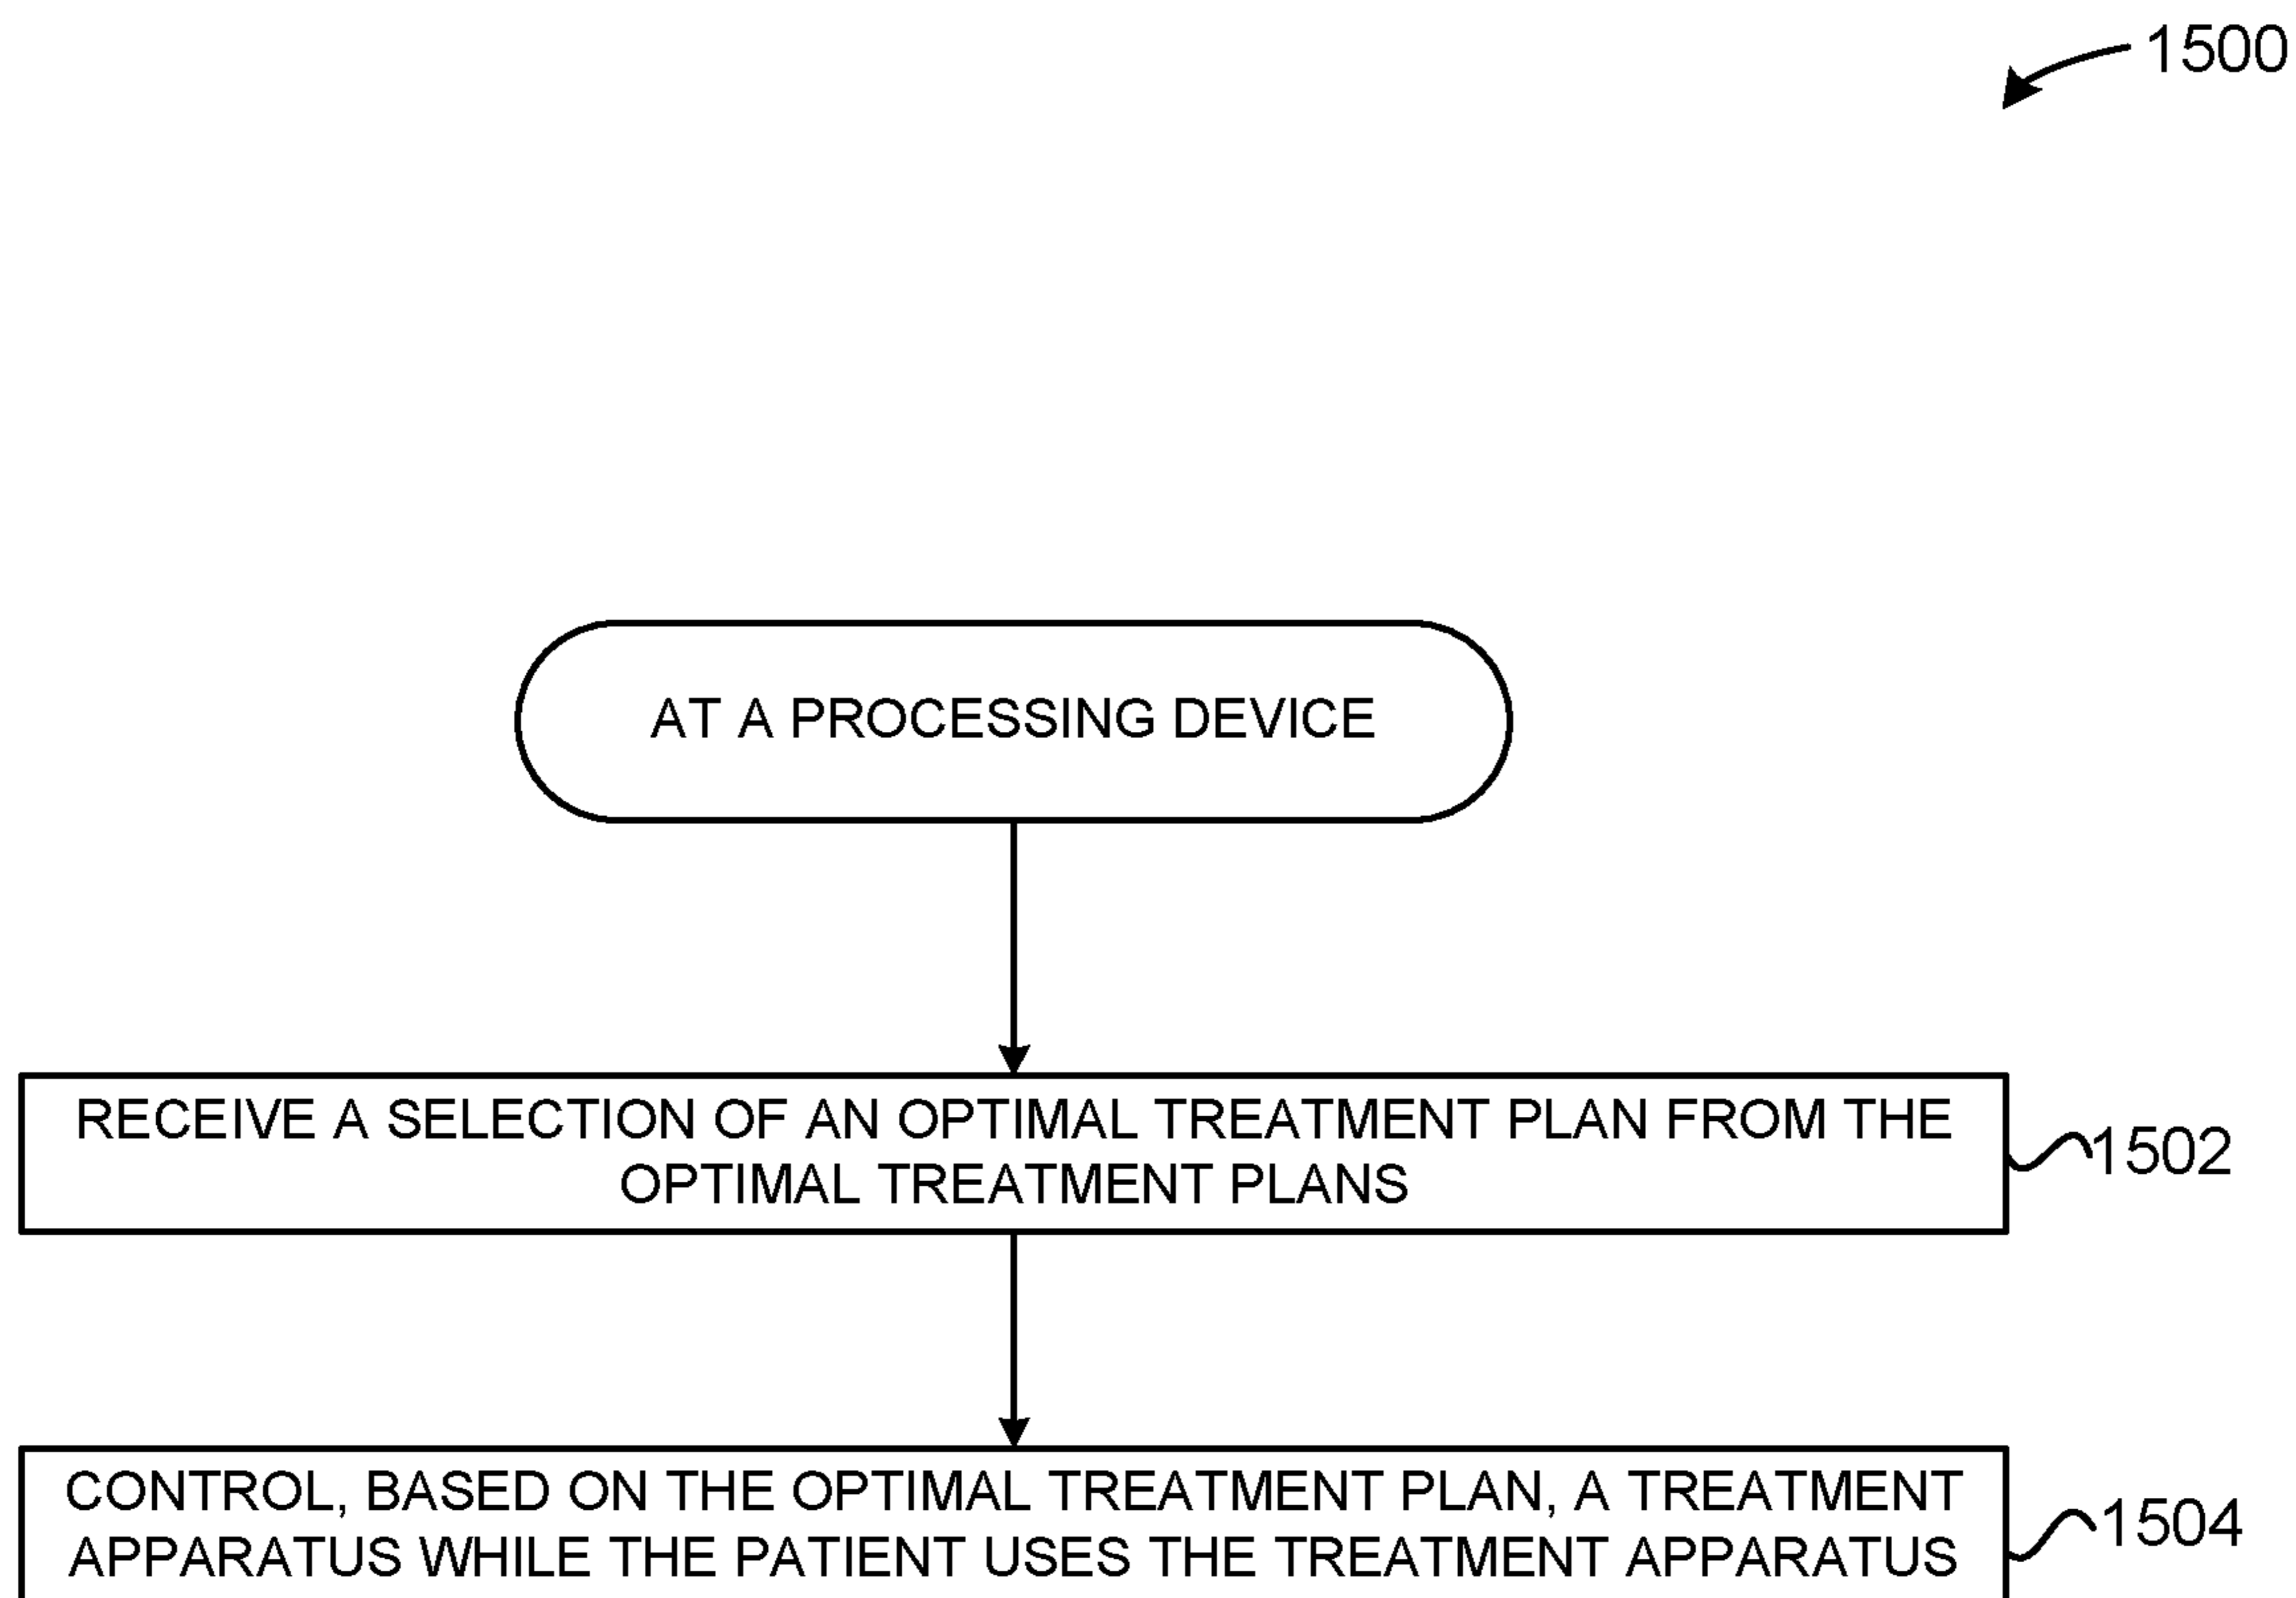 1500
AT A PROCESSING DEVICE
RECEIVE A SELECTION OF AN OPTIMAL TREATMENT PLAN FROM THE
OPTIMAL TREATMENT PLANS
1502
CONTROL, BASED ON THE OPTIMAL TREATMENT PLAN, A TREATMENT
APPARATUS WHILE THE PATIENT USES THE TREATMENT APPARATUS
1504